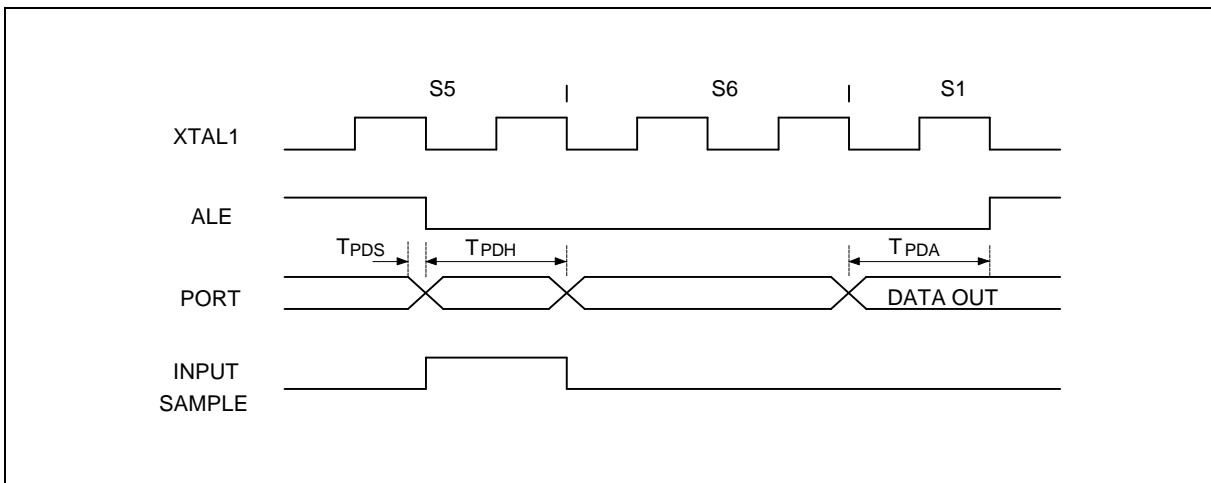 S5 S6 S1
XTAL1
ALE
TPDS TPDH TPDA
PORT DATA OUT
INPUT
SAMPLE